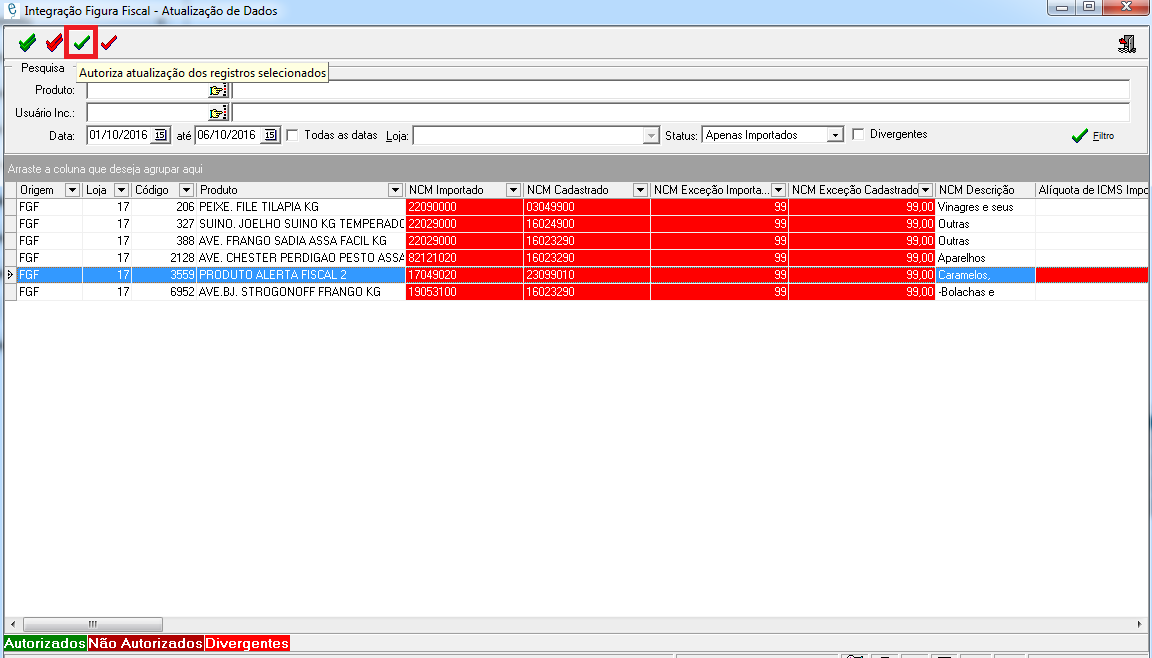 Integração Figura Fiscal - Atualização de Dados
Autoriza atualização dos registros selecionados
Pesquisa
Produto:
Usuário Inc.:
Data: 01/10/2016 15 até 06/10/2016 15 Todas as datas Loja: Status: Apenas Importados Divergentes Filtro
Arraste a coluna que deseja agrupar aqui
Origem Loja Código Produto NCM Importado NCM Cadastrado NCM Exceção Importa... NCM Exceção Cadastrado NCM Descrição Alíquota de ICMS Impo
FGF 17 206 PEIXE. FILE TILAPIA KG 22090000 03049900 99 99,00 Vinagres e seus
FGF 17 327 SUINO. JOELHO SUINO KG TEMPERADO 22029000 16024900 99 99,00 Outras
FGF 17 388 AVE. FRANGO SADIA ASSA FACIL KG 22029000 16023290 99 99,00 Outras
FGF 17 2128 AVE. CHESTER PERDIGAO PESTO ASSA 82121020 16023290 99 99,00 Aparelhos
FGF 17 3559 PRODUTO ALERTA FISCAL 2 17049020 23099010 99 99,00 Caramelos,
FGF 17 6952 AVE.BJ. STROGONOFF FRANGO KG 19053100 16023290 99 99,00 -Bolachas e
Autorizados Não Autorizados Divergentes